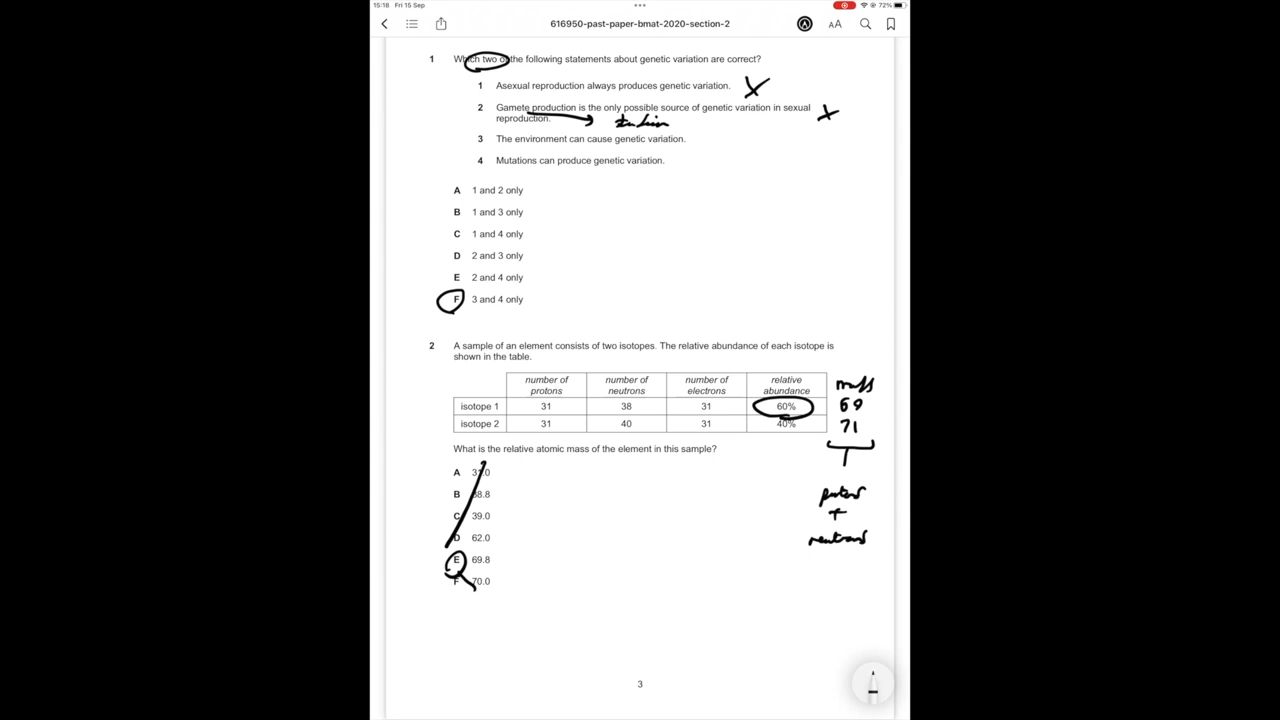 15:18 Fri 15 Sep
72%
616950-past-paper-bmat-2020-section-2
AA
1 Which two of the following statements about genetic variation are correct?
1 Asexual reproduction always produces genetic variation. X
2 Gamete production is the only possible source of genetic variation in sexual X
reproduction.
3 The environment can cause genetic variation.
4 Mutations can produce genetic variation.
A 1 and 2 only
B 1 and 3 only
C 1 and 4 only
D 2 and 3 only
E 2 and 4 only
F 3 and 4 only
2 A sample of an element consists of two isotopes. The relative abundance of each isotope is
shown in the table.
number of protons number of neutrons number of electrons relative abundance mass
isotope 1 31 38 31 60% 69
isotope 2 31 40 31 40% 71
What is the relative atomic mass of the element in this sample?
A 31.0
B 38.8
C 39.0
D 62.0
E 69.8
F 70.0
protons
+
neutrons
3